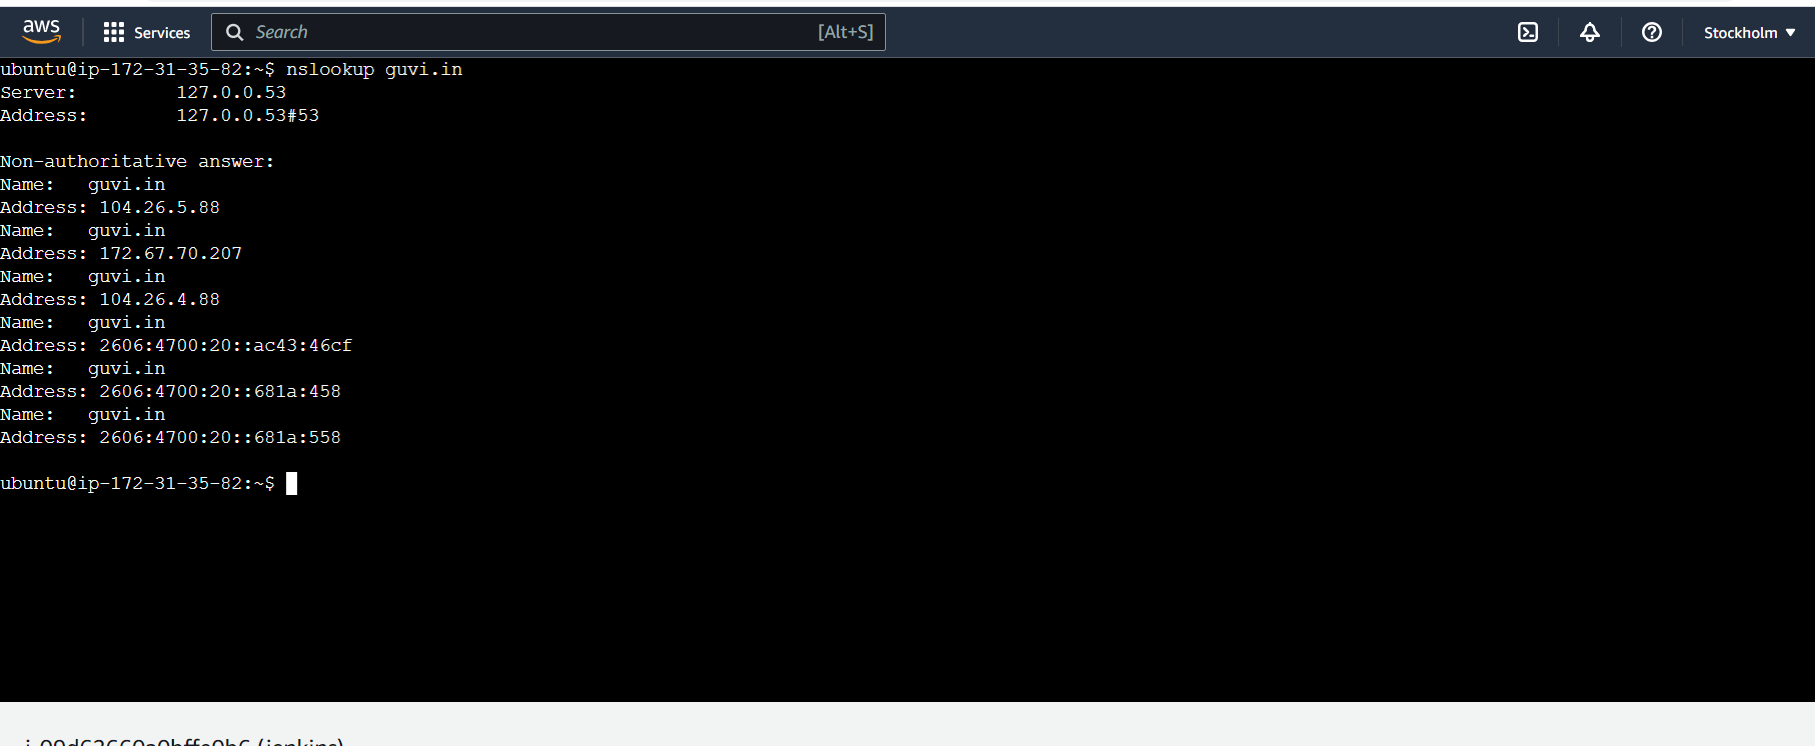 aws Services Search [Alt+S] Stockholm
ubuntu@ip-172-31-35-82:~$ nslookup guvi.in
Server: 127.0.0.53
Address: 127.0.0.53#53
Non-authoritative answer:
Name: guvi.in
Address: 104.26.5.88
Name: guvi.in
Address: 172.67.70.207
Name: guvi.in
Address: 104.26.4.88
Name: guvi.in
Address: 2606:4700:20::ac43:46cf
Name: guvi.in
Address: 2606:4700:20::681a:458
Name: guvi.in
Address: 2606:4700:20::681a:558
ubuntu@ip-172-31-35-82:~$
(jenkins)